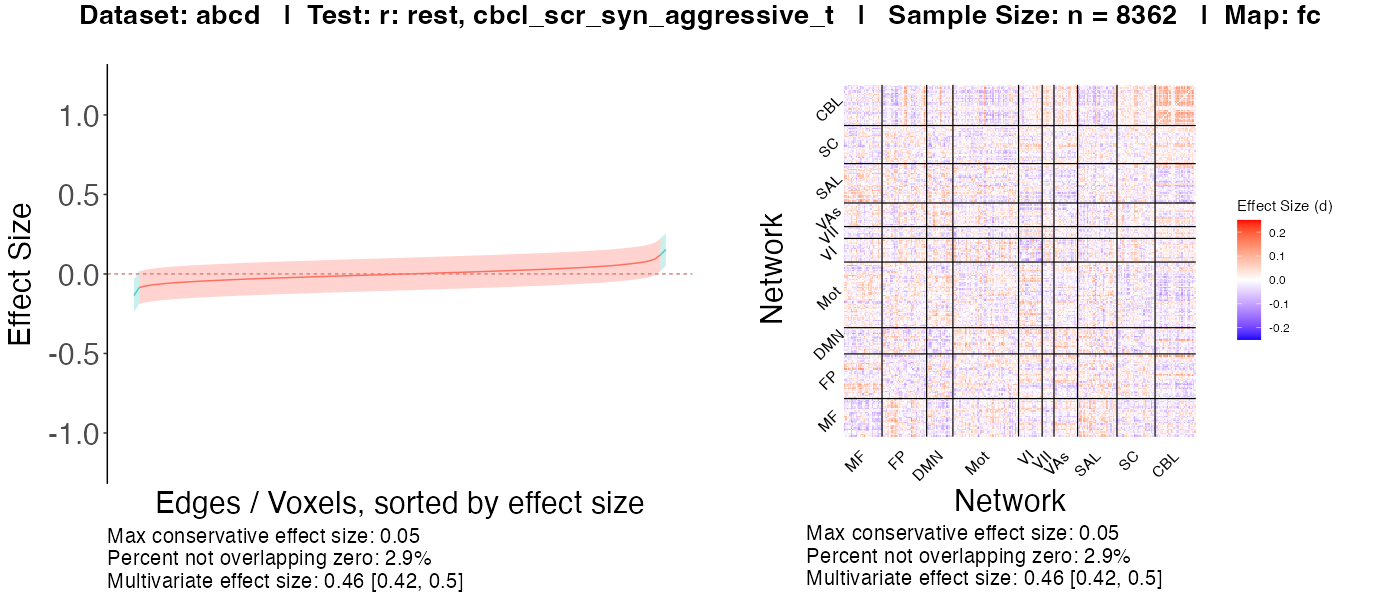 Dataset: abcd | Test: r: rest, cbcl_scr_syn_aggressive_t | Sample Size: n = 8362 | Map: fc
Effect Size
1.0
0.5
0.0
-0.5
-1.0
Edges / Voxels, sorted by effect size
Max conservative effect size: 0.05
Percent not overlapping zero: 2.9%
Multivariate effect size: 0.46 [0.42, 0.5]
Network
CBL
SC
SAL
VAs
VII
VI
Mot
DMN
FP
MF
MF FP DMN Mot VI VII VAs SAL SC CBL
Network
Max conservative effect size: 0.05
Percent not overlapping zero: 2.9%
Multivariate effect size: 0.46 [0.42, 0.5]
Effect Size (d)
0.2
0.1
0.0
-0.1
-0.2